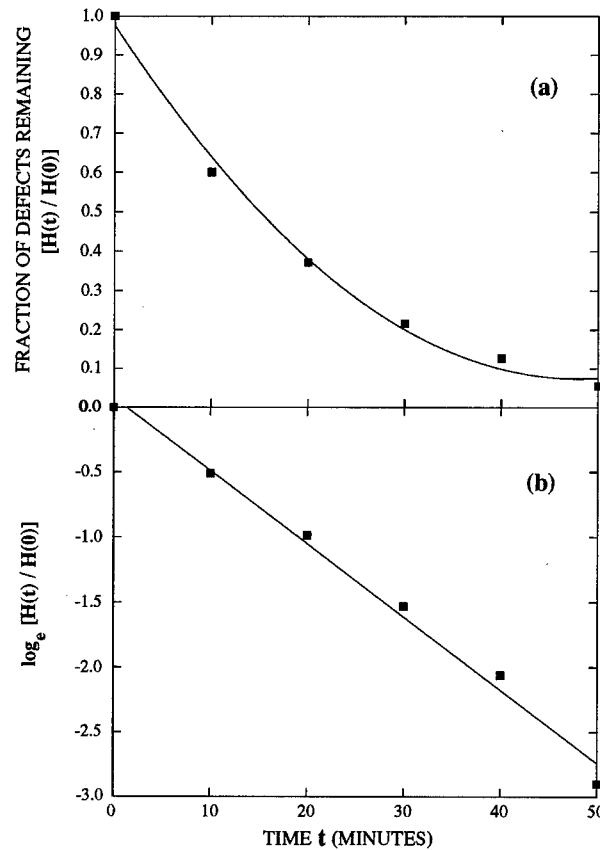 1.0
0.9
0.8
0.7
0.6
0.5
0.4
0.3
0.2
0.1
0.0
FRACTION OF DEFECTS REMAINING
[H(t) / H(0)]
(a)
-0.5
-1.0
-1.5
-2.0
-2.5
-3.0
log_e [H(t) / H(0)]
(b)
0 10 20 30 40 50
TIME t (MINUTES)